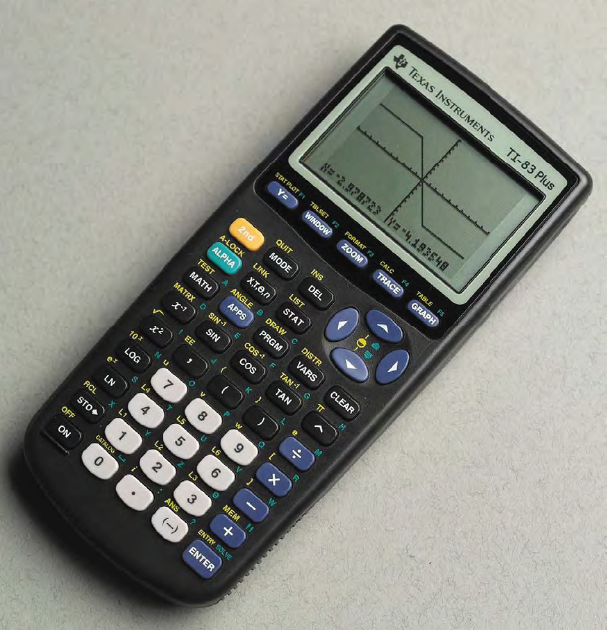 TEXAS INSTRUMENTS TI-83 Plus
X=-2.978723 Y=4.193548
STAT PLOT F1 TBLSET F2 FORMAT F3 CALC F4 TABLE F5
Y= WINDOW ZOOM TRACE GRAPH
QUIT INS
2nd MODE DEL
A-LOCK LINK LIST
ALPHA X,T,θ,n STAT
TEST A ANGLE B DRAW C DISTR
MATH APPS PRGM VARS CLEAR
MATRX D SIN⁻¹ E COS⁻¹ F TAN⁻¹ G π H
x⁻¹ SIN COS TAN ^
√ I EE J K L e M
x² , ( ) ÷
10ˣ N O v P w Q [ R
LOG 7 8 9 ×
eˣ S L4 T L5 U L6 V ] W
LN 4 5 6 −
RCL X L1 Y L2 Z L3 θ MEM "
STO▸ 1 2 3 +
OFF CATALOG i : ANS ? ENTRY SOLVE
ON 0 . (−) ENTER